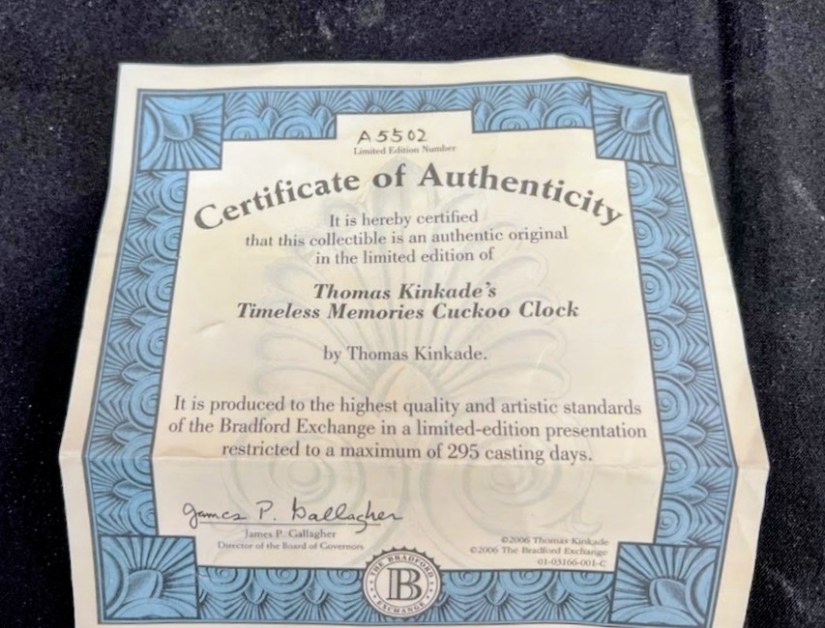 A5502
Limited Edition Number
Certificate of Authenticity
It is hereby certified
that this collectible is an authentic original
in the limited edition of
Thomas Kinkade's
Timeless Memories Cuckoo Clock
by Thomas Kinkade.
It is produced to the highest quality and artistic standards
of the Bradford Exchange in a limited-edition presentation
restricted to a maximum of 295 casting days.
James P. Gallagher
James P. Gallagher
Director of the Board of Governors
©2006 Thomas Kinkade
©2006 The Bradford Exchange
01-03166-001-C
THE BRADFORD
B
EXCHANGE